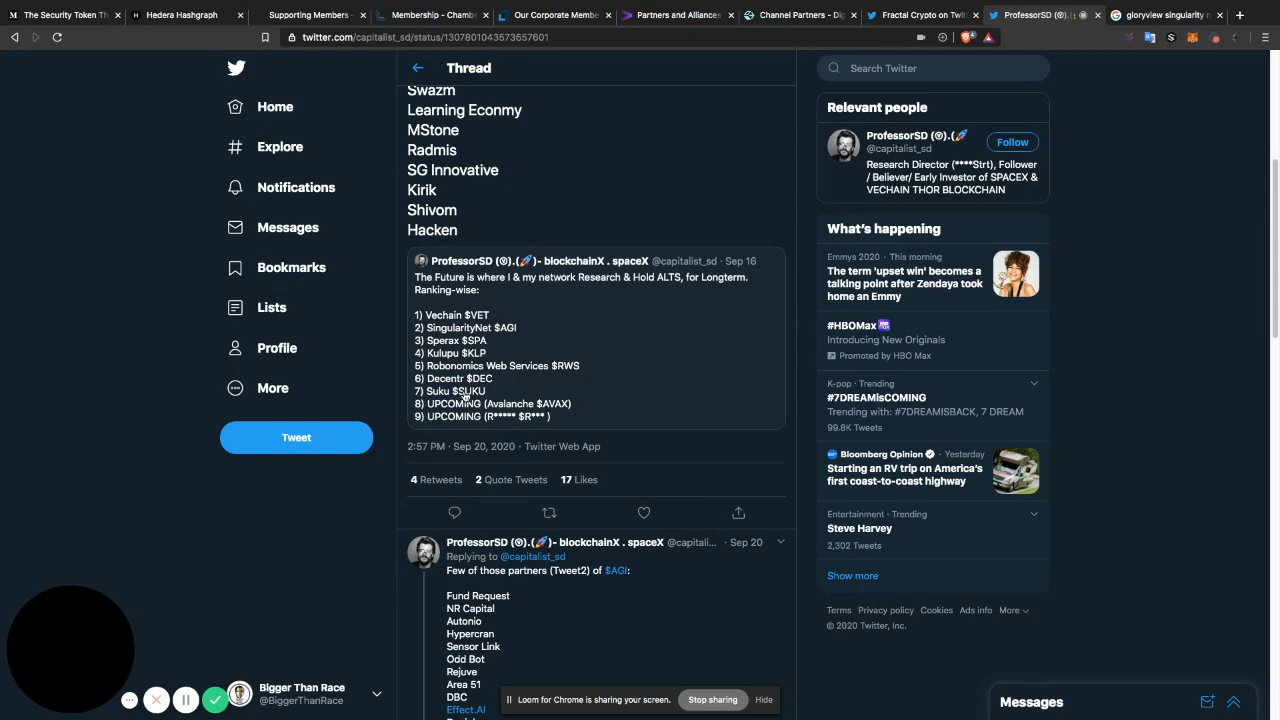 The Security Token Th
Hedera Hashgraph
Supporting Members -
Membership - Chambe
Our Corporate Membe
Partners and Alliances
Channel Partners - Dig
Fractal Crypto on Twit
ProfessorSD (
gloryview singularity n
twitter.com/capitalist_sd/status/1307801043573657601
Home
Explore
Notifications
Messages
Bookmarks
Lists
Profile
More
Tweet
Bigger Than Race
@BiggerThanRace
Thread
Swazm
Learning Econmy
MStone
Radmis
SG Innovative
Kirik
Shivom
Hacken
ProfessorSD (⦿).(🚀)- blockchainX . spaceX @capitalist_sd · Sep 16
The Future is where I & my network Research & Hold ALTS, for Longterm.
Ranking-wise:
1) Vechain $VET
2) SingularityNet $AGI
3) Sperax $SPA
4) Kulupu $KLP
5) Robonomics Web Services $RWS
6) Decentr $DEC
7) Suku $SUKU
8) UPCOMING (Avalanche $AVAX)
9) UPCOMING (R***** $R*** )
2:57 PM · Sep 20, 2020 · Twitter Web App
4 Retweets 2 Quote Tweets 17 Likes
ProfessorSD (⦿).(🚀)- blockchainX . spaceX @capitali... · Sep 20
Replying to @capitalist_sd
Few of those partners (Tweet2) of $AGI:
Fund Request
NR Capital
Autonio
Hypercran
Sensor Link
Odd Bot
Rejuve
Area 51
DBC
Effect.AI
Loom for Chrome is sharing your screen. Stop sharing Hide
Search Twitter
Relevant people
ProfessorSD (⦿).(🚀
@capitalist_sd
Follow
Research Director (****Strt), Follower
/ Believer/ Early Investor of SPACEX &
VECHAIN THOR BLOCKCHAIN
What's happening
Emmys 2020 · This morning
The term 'upset win' becomes a
talking point after Zendaya took
home an Emmy
#HBOMax
Introducing New Originals
Promoted by HBO Max
K-pop · Trending
#7DREAMisCOMING
Trending with: #7DREAMISBACK, 7 DREAM
99.8K Tweets
Bloomberg Opinion · Yesterday
Starting an RV trip on America's
first coast-to-coast highway
Entertainment · Trending
Steve Harvey
2,302 Tweets
Show more
Terms Privacy policy Cookies Ads info More
© 2020 Twitter, Inc.
Messages